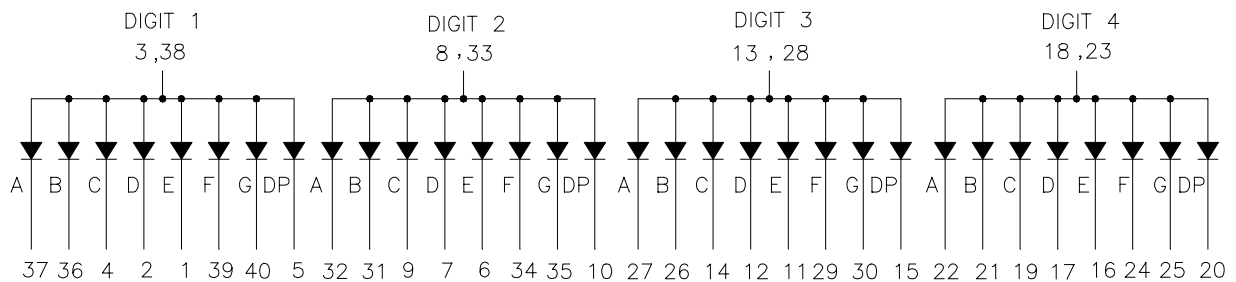 DIGIT 1 DIGIT 2 DIGIT 3 DIGIT 4
3,38 8,33 13 , 28 18 ,23
A B C D E F G DP A B C D E F G DP A B C D E F G DP A B C D E F G DP
37 36 4 2 1 39 40 5 32 31 9 7 6 34 35 10 27 26 14 12 11 29 30 15 22 21 19 17 16 24 25 20